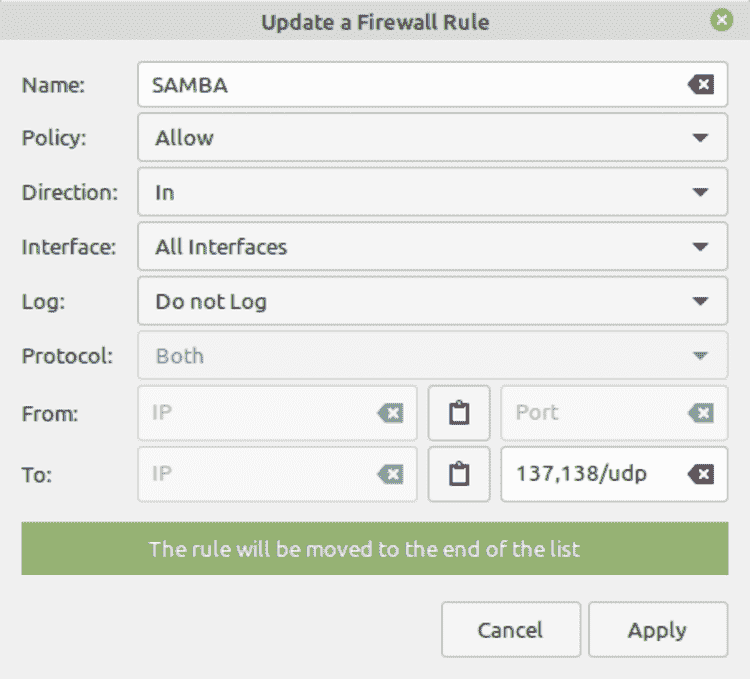 Update a Firewall Rule
Name: SAMBA
Policy: Allow
Direction: In
Interface: All Interfaces
Log: Do not Log
Protocol: Both
From: IP Port
To: IP 137,138/udp
The rule will be moved to the end of the list
Cancel Apply